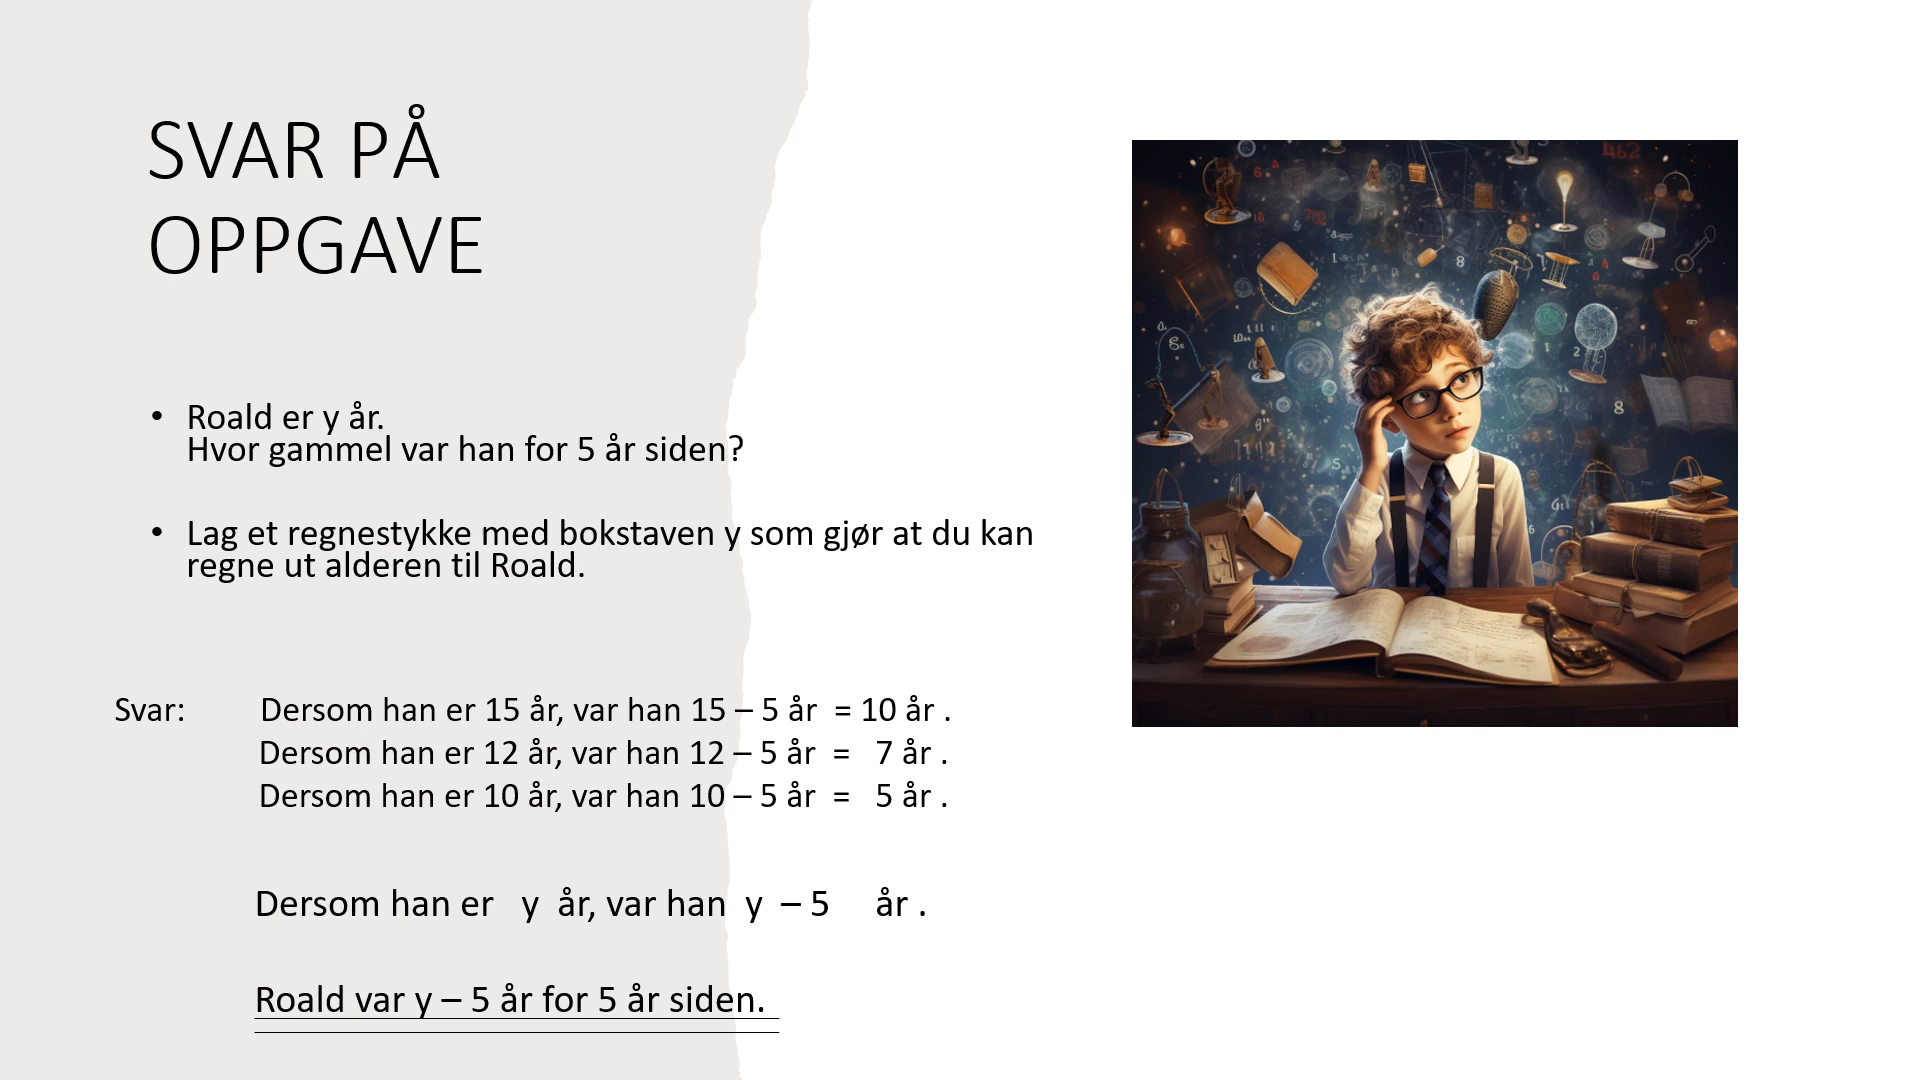 SVAR PÅ
OPPGAVE
• Roald er y år.
Hvor gammel var han for 5 år siden?
• Lag et regnestykke med bokstaven y som gjør at du kan
regne ut alderen til Roald.
Svar: Dersom han er 15 år, var han 15 – 5 år = 10 år .
Dersom han er 12 år, var han 12 – 5 år = 7 år .
Dersom han er 10 år, var han 10 – 5 år = 5 år .
Dersom han er y år, var han y – 5 år .
Roald var y – 5 år for 5 år siden.